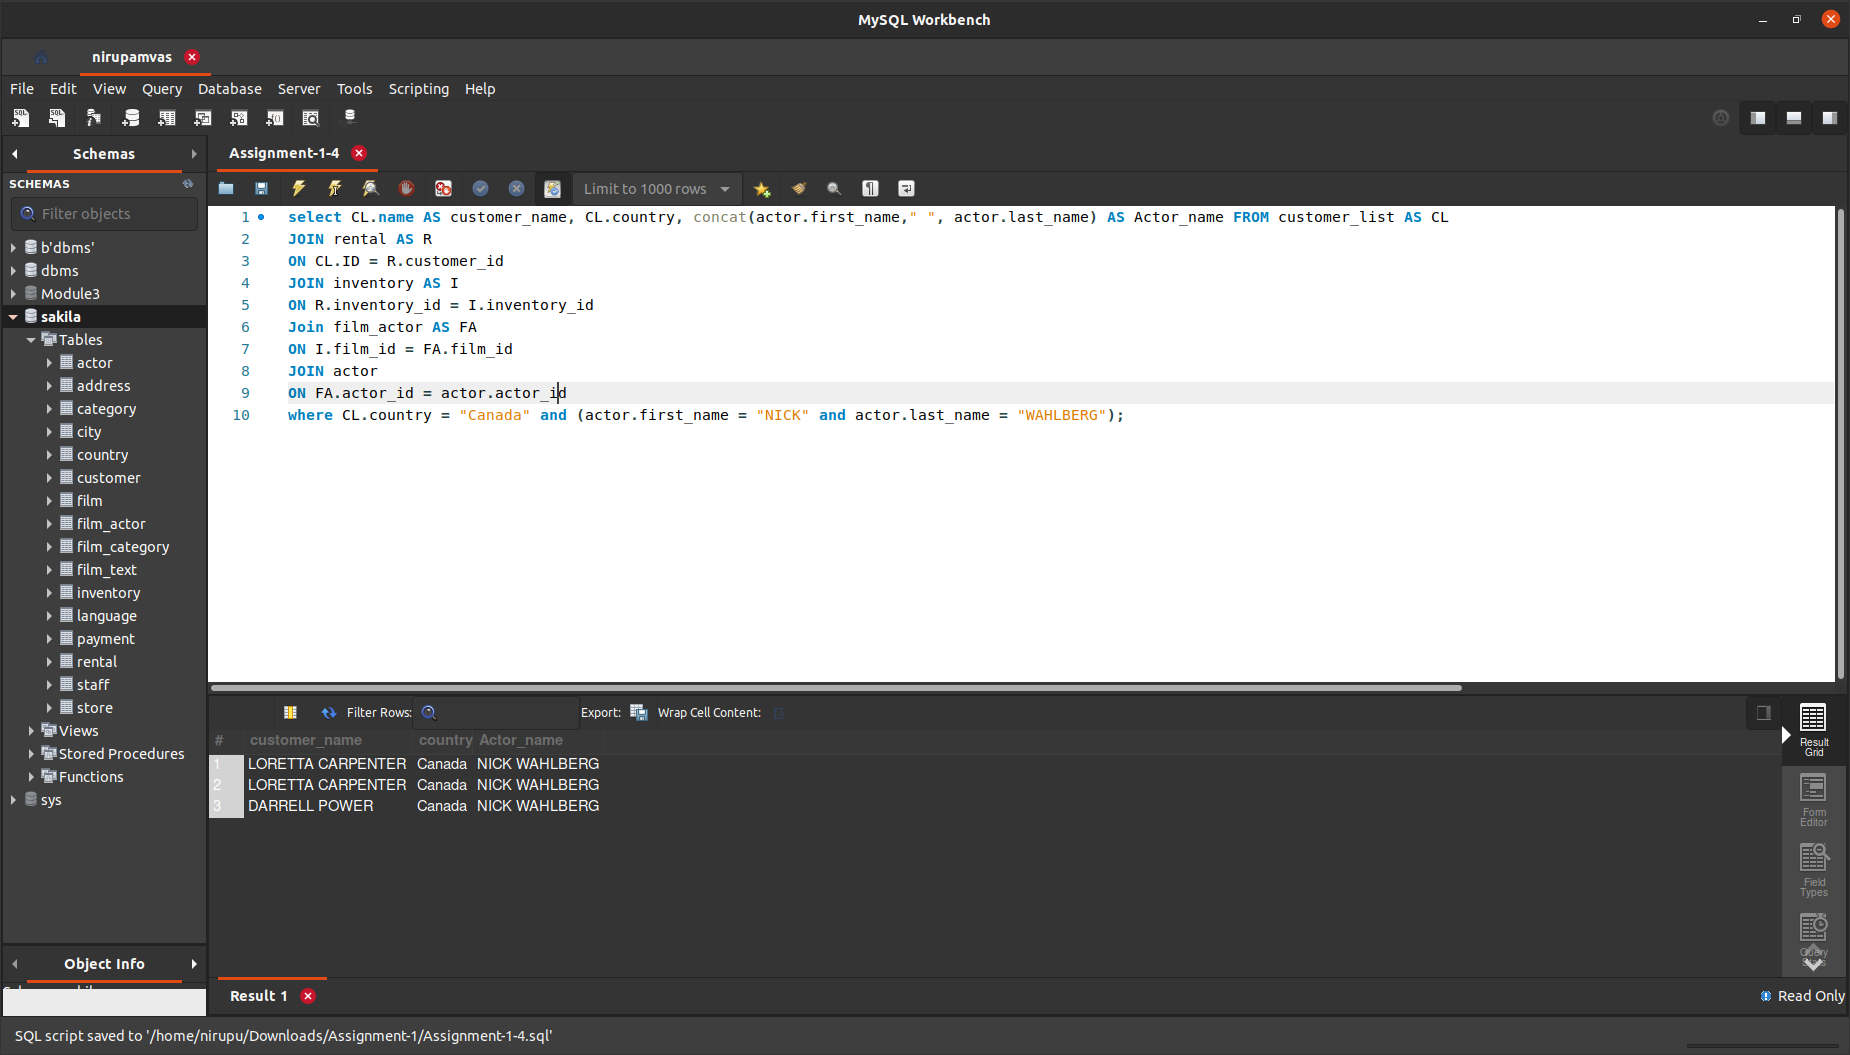 MySQL Workbench
nirupamvas
File Edit View Query Database Server Tools Scripting Help
Schemas
Assignment-1-4
SCHEMAS
Limit to 1000 rows
Filter objects
b'dbms'
dbms
Module3
sakila
Tables
actor
address
category
city
country
customer
film
film_actor
film_category
film_text
inventory
language
payment
rental
staff
store
Views
Stored Procedures
Functions
sys
1 select CL.name AS customer_name, CL.country, concat(actor.first_name," ", actor.last_name) AS Actor_name FROM customer_list AS CL
2 JOIN rental AS R
3 ON CL.ID = R.customer_id
4 JOIN inventory AS I
5 ON R.inventory_id = I.inventory_id
6 Join film_actor AS FA
7 ON I.film_id = FA.film_id
8 JOIN actor
9 ON FA.actor_id = actor.actor_id
10 where CL.country = "Canada" and (actor.first_name = "NICK" and actor.last_name = "WAHLBERG");
Filter Rows: Export: Wrap Cell Content:
# customer_name country Actor_name
1 LORETTA CARPENTER Canada NICK WAHLBERG
2 LORETTA CARPENTER Canada NICK WAHLBERG
3 DARRELL POWER Canada NICK WAHLBERG
Result
Grid
Form
Editor
Field
Types
Query
Object Info
Result 1
Read Only
SQL script saved to '/home/nirupu/Downloads/Assignment-1/Assignment-1-4.sql'